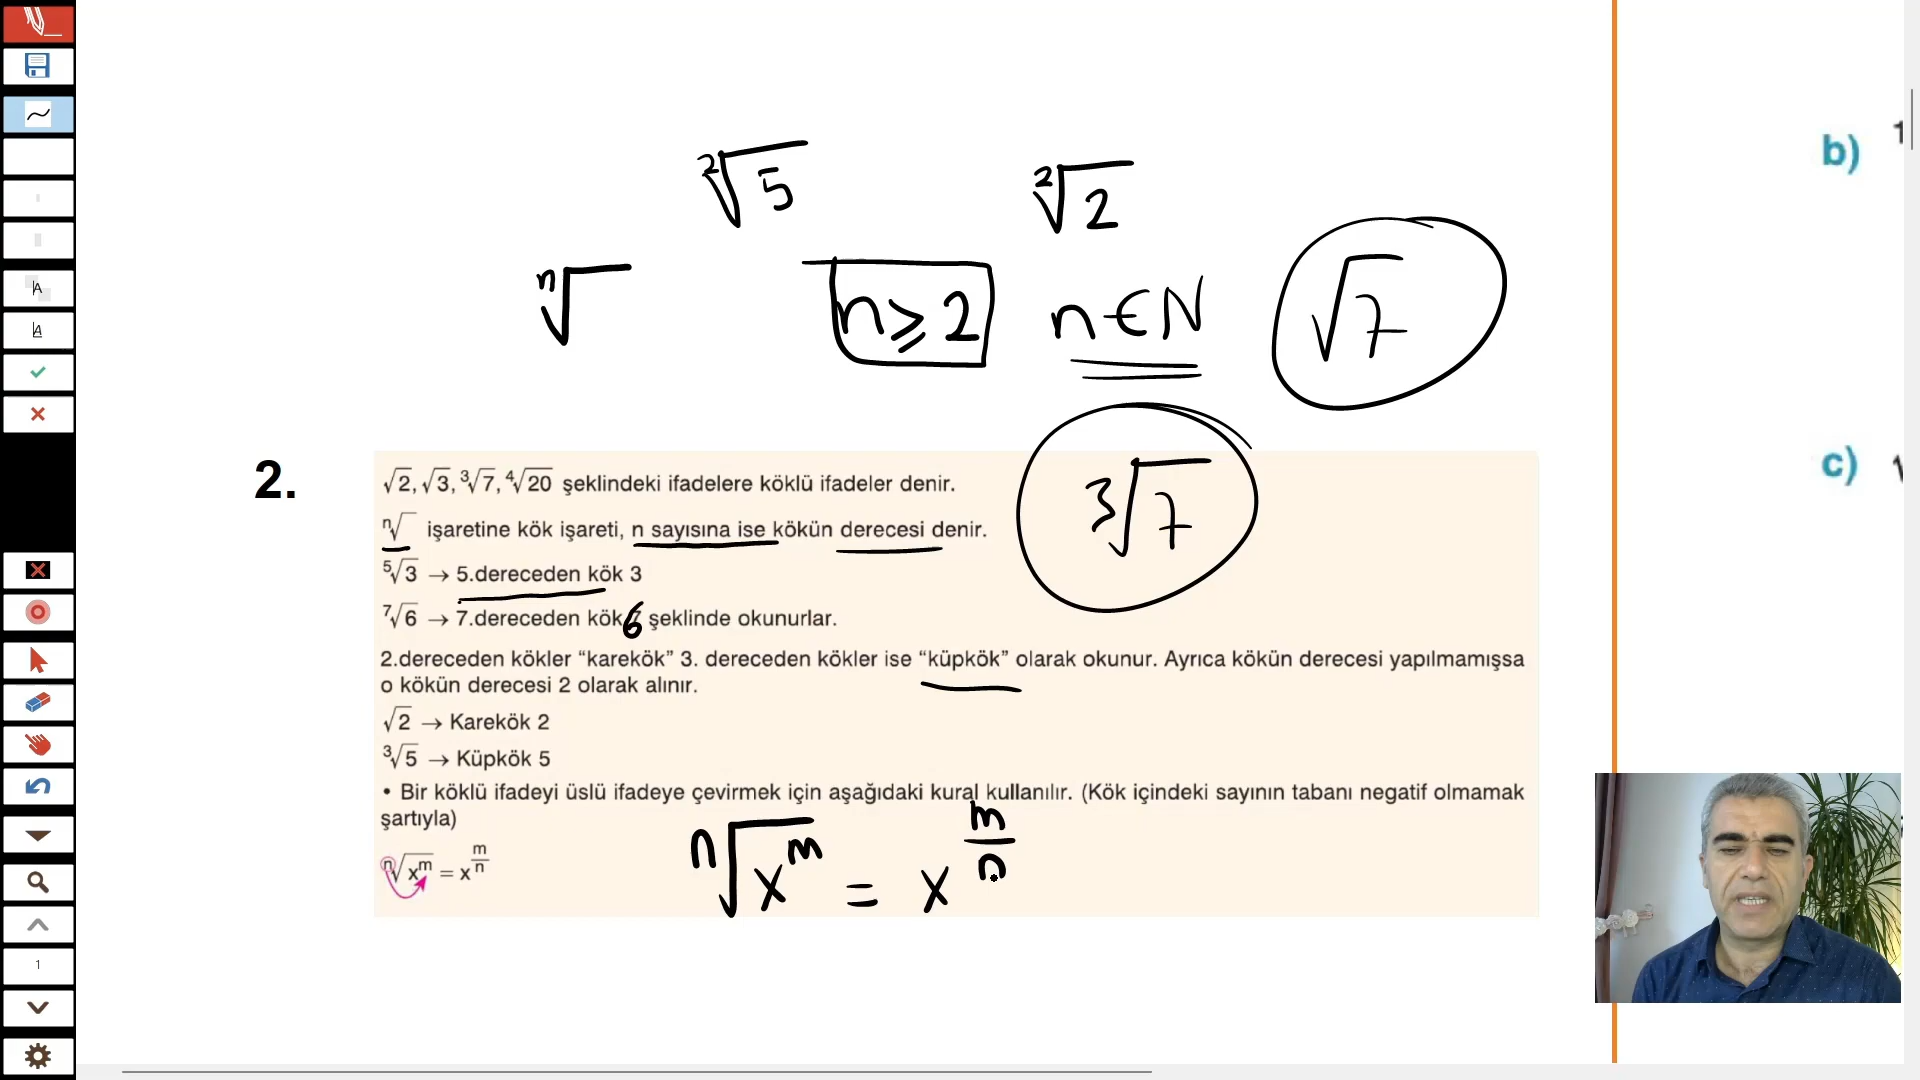 ²√5 ²√2
ⁿ√ n ≥ 2 n ∈ N √7
b)
2.
√2, √3, ³√7, ⁴√20 şeklindeki ifadelere köklü ifadeler denir.
³√7
c)
ⁿ√ işaretine kök işareti, n sayısına ise kökün derecesi denir.
⁵√3 → 5.dereceden kök 3
⁷√6 → 7.dereceden kök 6 şeklinde okunurlar.
2.dereceden kökler “karekök” 3. dereceden kökler ise “küpkök” olarak okunur. Ayrıca kökün derecesi yapılmamışsa
o kökün derecesi 2 olarak alınır.
√2 → Karekök 2
³√5 → Küpkök 5
• Bir köklü ifadeyi üslü ifadeye çevirmek için aşağıdaki kural kullanılır. (Kök içindeki sayının tabanı negatif olmamak
şartıyla)
ⁿ√x^m = x^(m/n) ⁿ√x^m = x^(m/n)
A
A
1